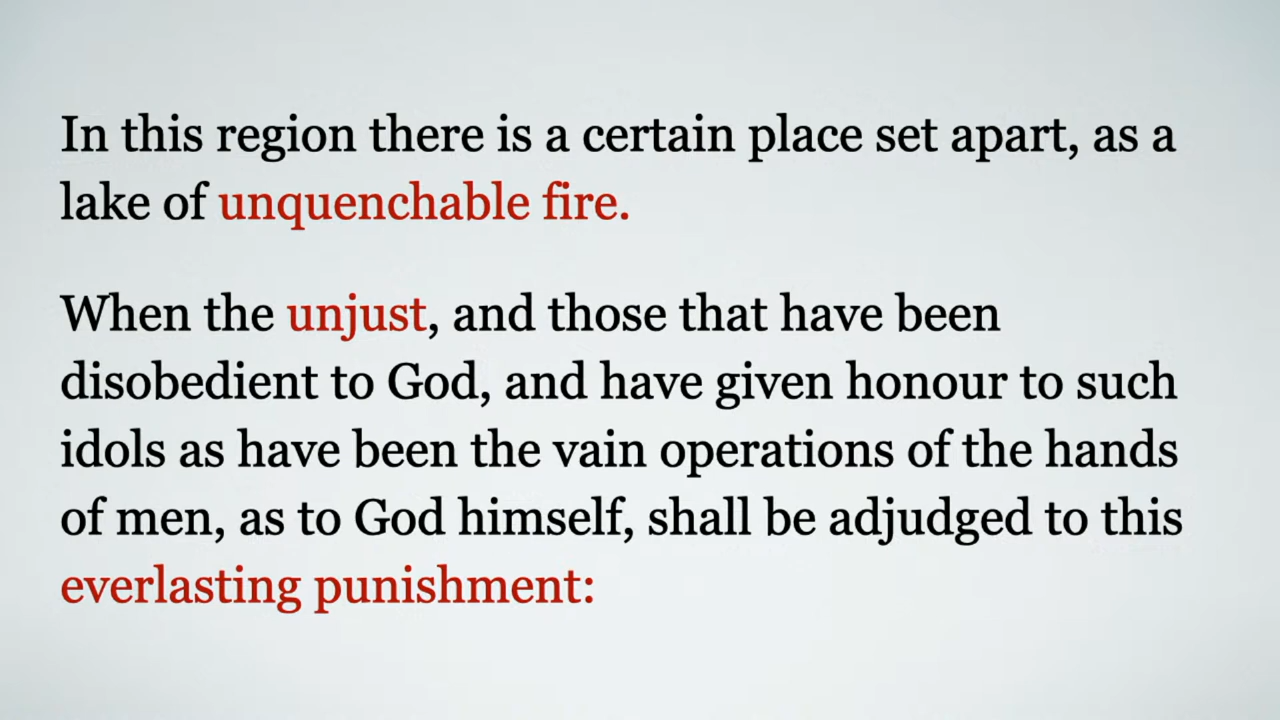 In this region there is a certain place set apart, as a
lake of unquenchable fire.
When the unjust, and those that have been
disobedient to God, and have given honour to such
idols as have been the vain operations of the hands
of men, as to God himself, shall be adjudged to this
everlasting punishment: